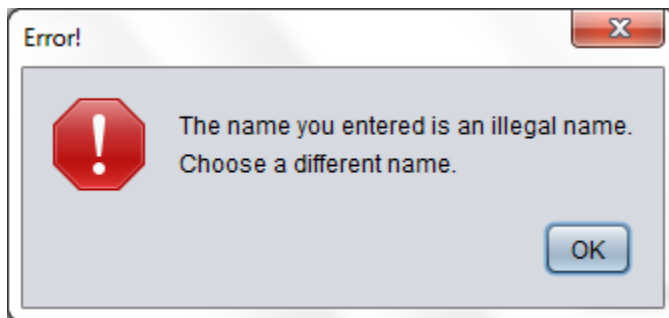 Error!
The name you entered is an illegal name.
Choose a different name.
OK